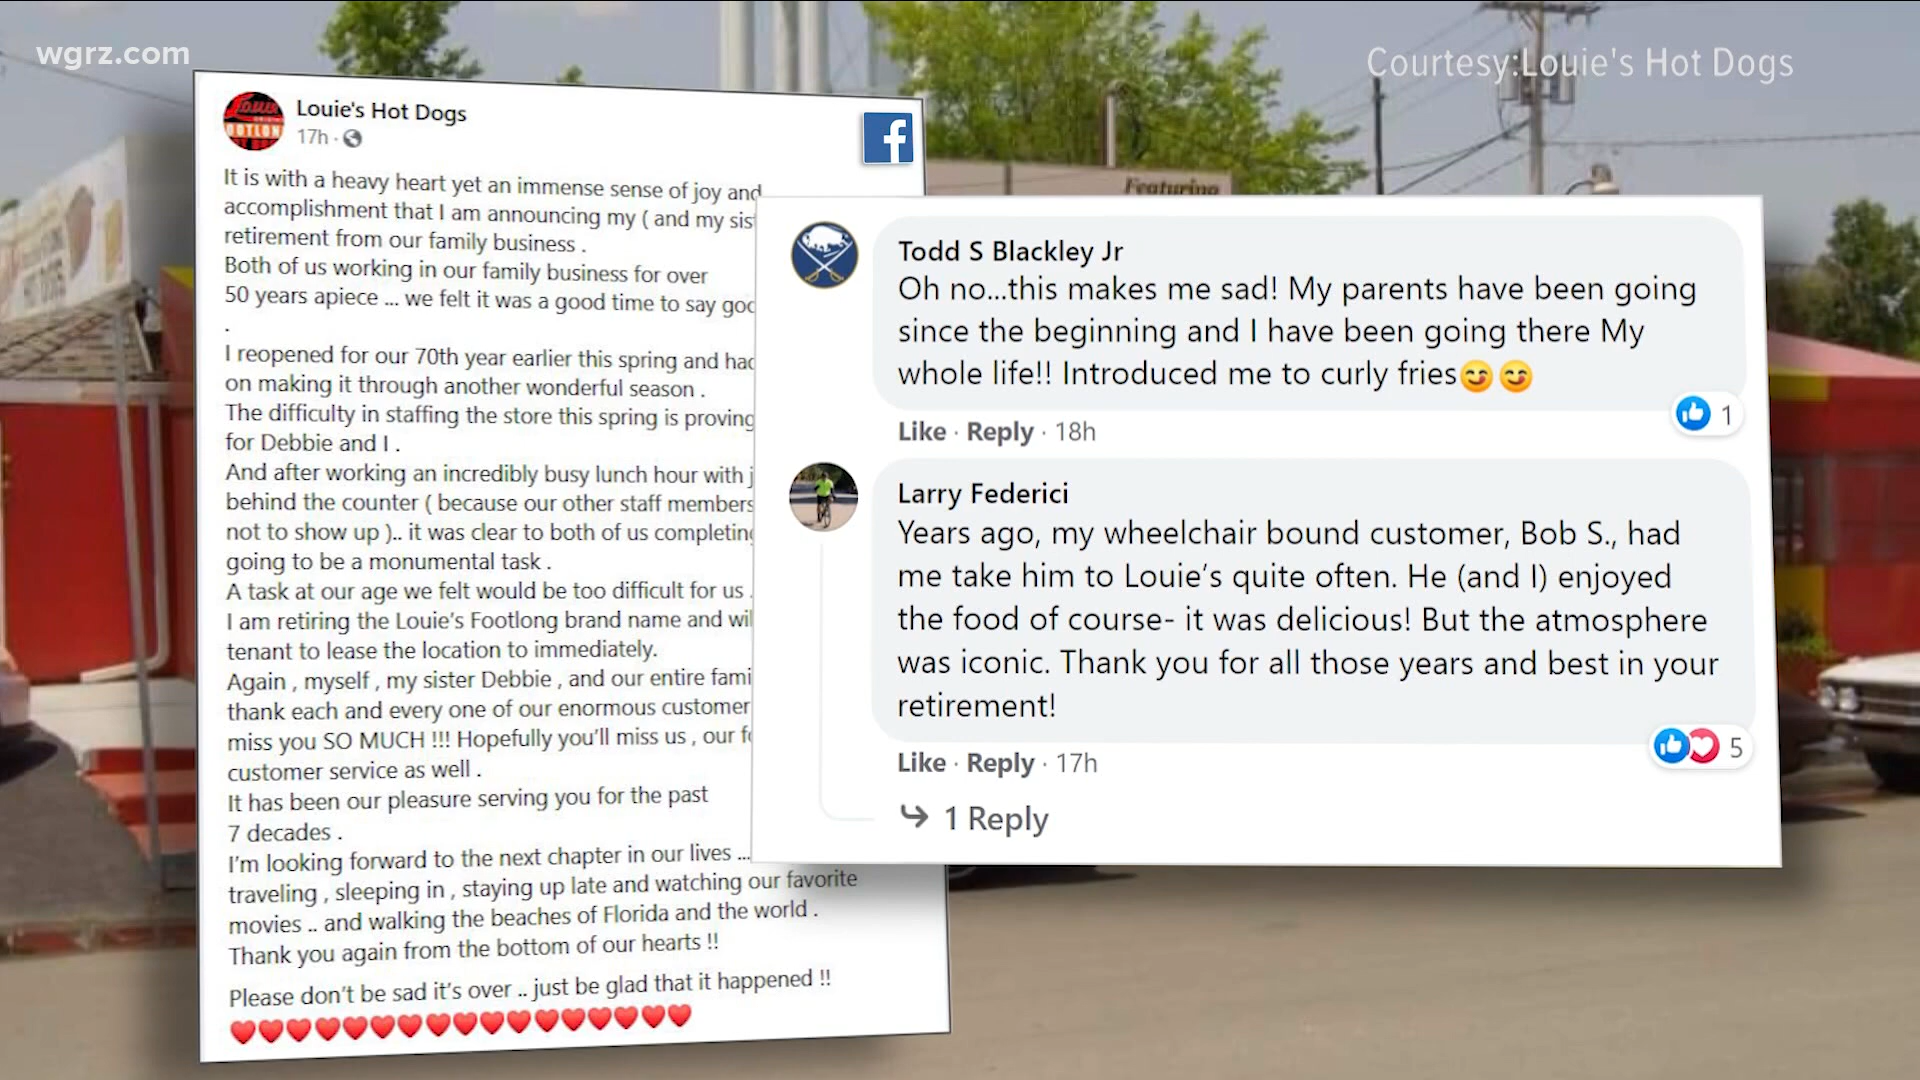 wgrz.com
Courtesy:Louie's Hot Dogs
Louie's Hot Dogs
17h ·
It is with a heavy heart yet an immense sense of joy and
accomplishment that I am announcing my ( and my sis
retirement from our family business .
Both of us working in our family business for over
50 years apiece ... we felt it was a good time to say goo
.
I reopened for our 70th year earlier this spring and had
on making it through another wonderful season .
The difficulty in staffing the store this spring is proving
for Debbie and I .
And after working an incredibly busy lunch hour with j
behind the counter ( because our other staff members
not to show up ).. it was clear to both of us completing
going to be a monumental task .
A task at our age we felt would be too difficult for us .
I am retiring the Louie's Footlong brand name and wil
tenant to lease the location to immediately.
Again , myself , my sister Debbie , and our entire fami
thank each and every one of our enormous customer
miss you SO MUCH !!! Hopefully you'll miss us , our fo
customer service as well .
It has been our pleasure serving you for the past
7 decades .
I'm looking forward to the next chapter in our lives ...
traveling , sleeping in , staying up late and watching our favorite
movies .. and walking the beaches of Florida and the world .
Thank you again from the bottom of our hearts !!
Please don't be sad it's over .. just be glad that it happened !!
❤️❤️❤️❤️❤️❤️❤️❤️❤️❤️❤️❤️❤️❤️❤️❤️❤️
Featuring
Todd S Blackley Jr
Oh no...this makes me sad! My parents have been going
since the beginning and I have been going there My
whole life!! Introduced me to curly fries😋😋
1
Like · Reply · 18h
Larry Federici
Years ago, my wheelchair bound customer, Bob S., had
me take him to Louie's quite often. He (and I) enjoyed
the food of course- it was delicious! But the atmosphere
was iconic. Thank you for all those years and best in your
retirement!
5
Like · Reply · 17h
1 Reply